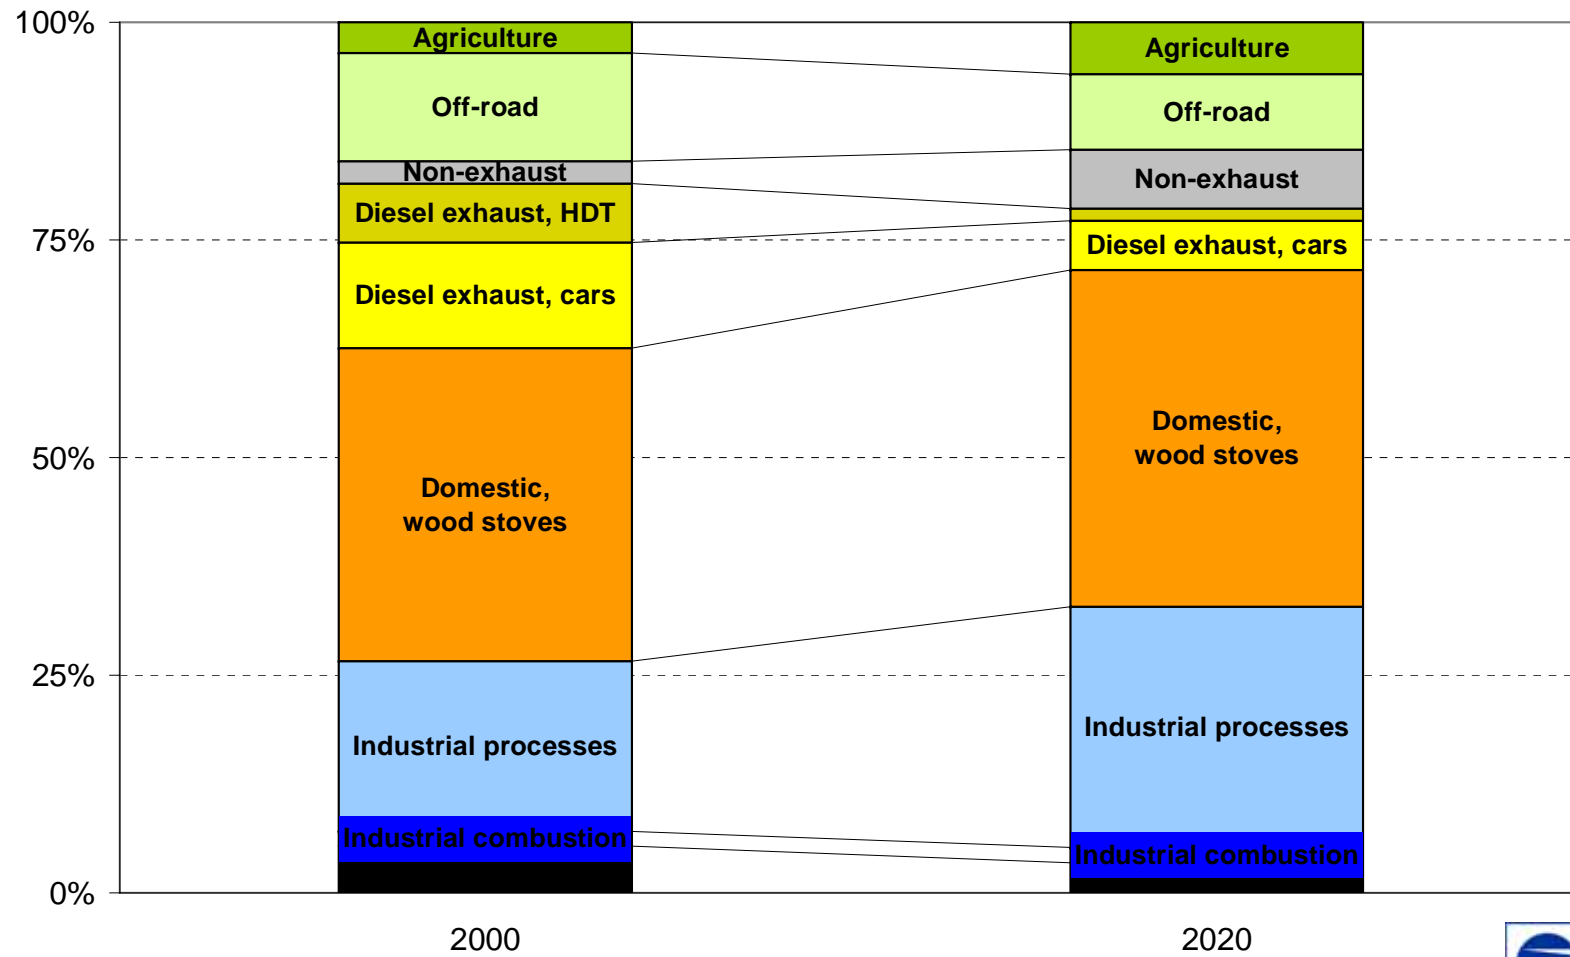 100%
75%
50%
25%
0%
Agriculture
Off-road
Non-exhaust
Diesel exhaust, HDT
Diesel exhaust, cars
Domestic,
wood stoves
Industrial processes
Industrial combustion
2000
Agriculture
Off-road
Non-exhaust
Diesel exhaust, cars
Domestic,
wood stoves
Industrial processes
Industrial combustion
2020